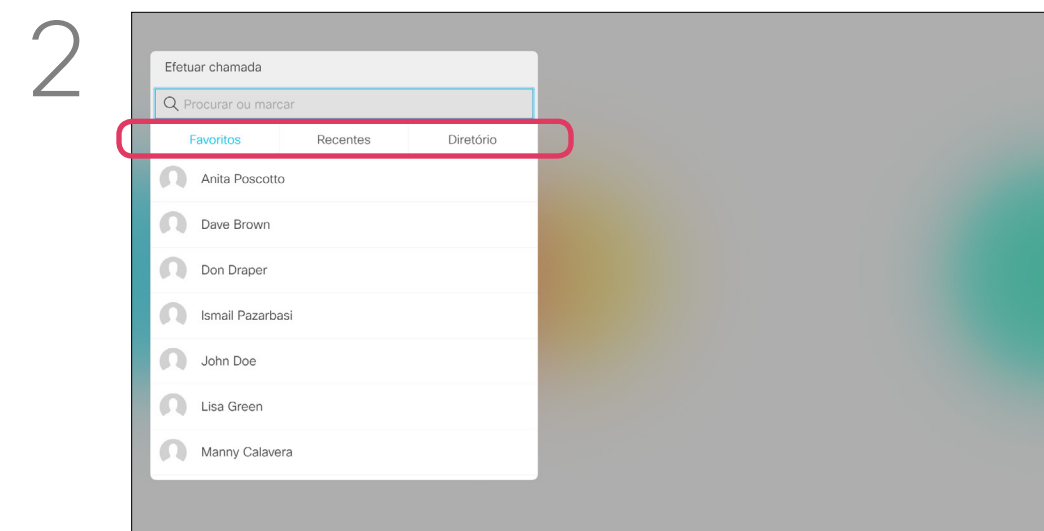 2
Efetuar chamada
Procurar ou marcar
Favoritos Recentes Diretório
Anita Poscotto
Dave Brown
Don Draper
Ismail Pazarbasi
John Doe
Lisa Green
Manny Calavera